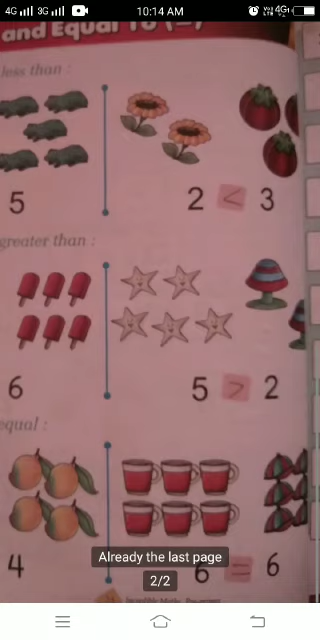 4G 3G 10:14 AM VoLTE 4G
and Equal To (=)
less than :
5 2 < 3
greater than :
6 5 > 2
equal :
4 6 = 6
Already the last page
2/2